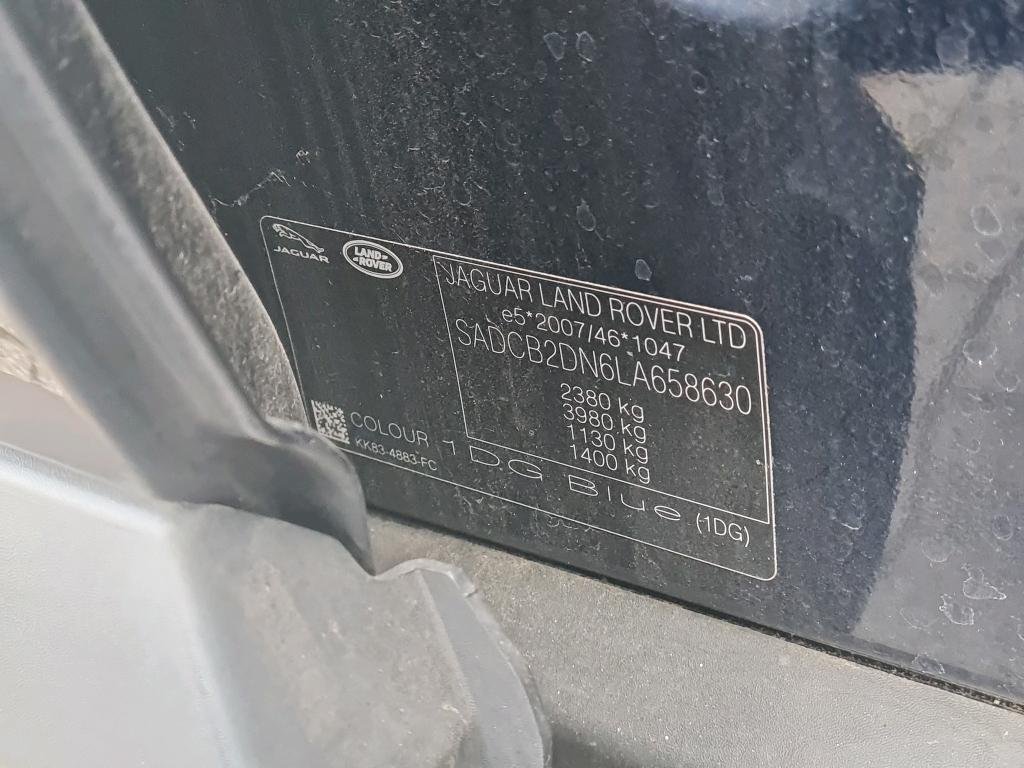 JAGUAR
LAND ROVER
JAGUAR LAND ROVER LTD
e5*2007/46*1047
SADCB2DN6LA658630
2380 kg
3980 kg
1130 kg
1400 kg
COLOUR 1DG Blue (1DG)
KK83-4883-FC